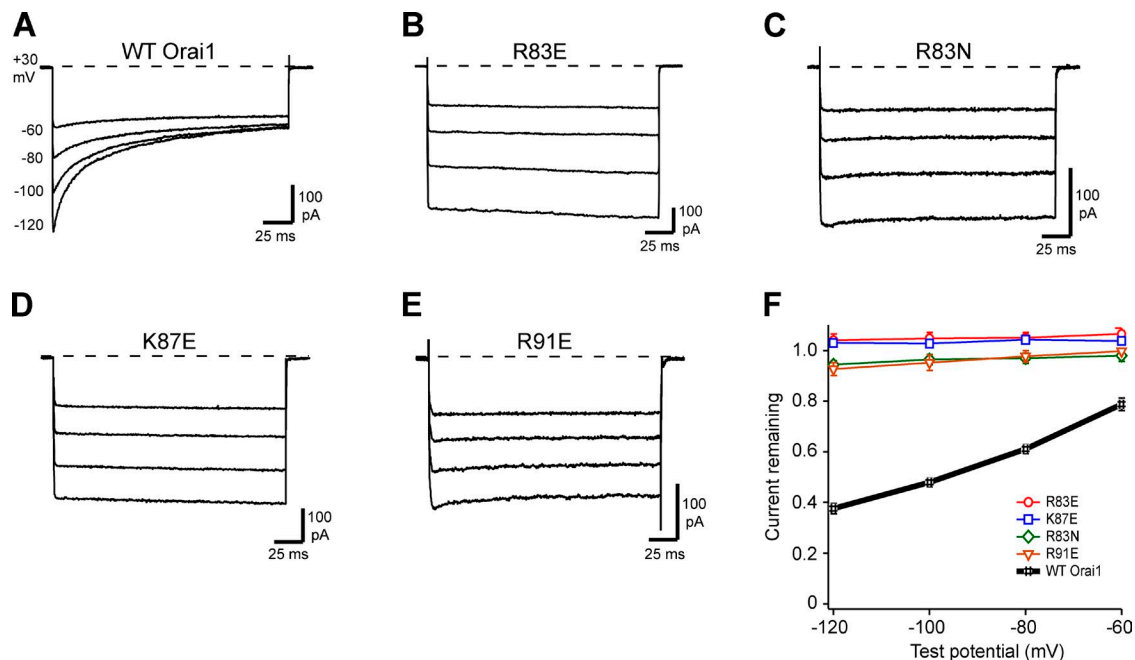 A
WT Orai1
+30
mV
-60
-80
-100
-120
100
pA
25 ms
B
R83E
100
pA
25 ms
C
R83N
100
pA
25 ms
D
K87E
100
pA
25 ms
E
R91E
100
pA
25 ms
F
Current remaining
1.0
0.8
0.6
0.4
0.2
0
R83E
K87E
R83N
R91E
WT Orai1
-120 -100 -80 -60
Test potential (mV)